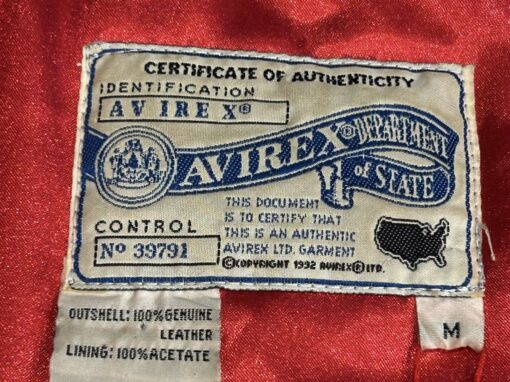 CERTIFICATE OF AUTHENTICITY
IDENTIFICATION
AVIREX®
AVIREX® DEPARTMENT
of STATE
THIS DOCUMENT
IS TO CERTIFY THAT
THIS IS AN AUTHENTIC
AVIREX LTD. GARMENT
©COPYRIGHT 1992 AVIREX®LTD.
CONTROL
Nº 39791
OUTSHELL: 100% GENUINE
LEATHER
LINING: 100% ACETATE
M